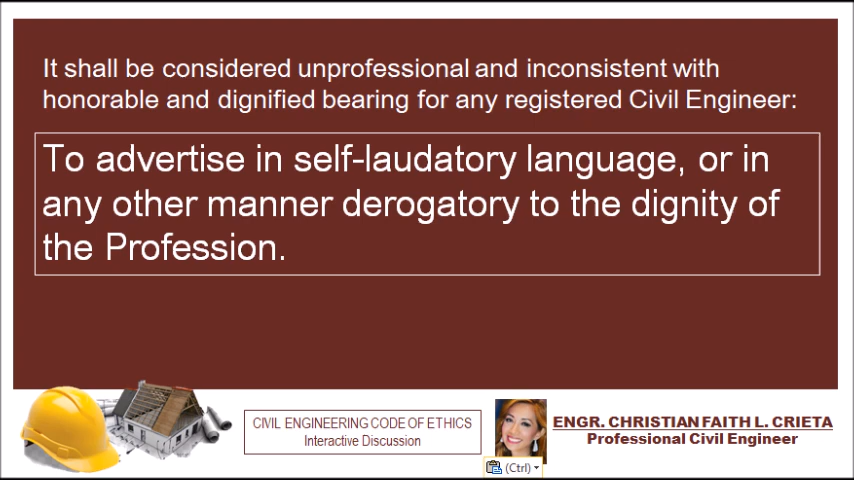 It shall be considered unprofessional and inconsistent with
honorable and dignified bearing for any registered Civil Engineer:
To advertise in self-laudatory language, or in
any other manner derogatory to the dignity of
the Profession.
CIVIL ENGINEERING CODE OF ETHICS
Interactive Discussion
ENGR. CHRISTIAN FAITH L. CRIETA
Professional Civil Engineer
(Ctrl)